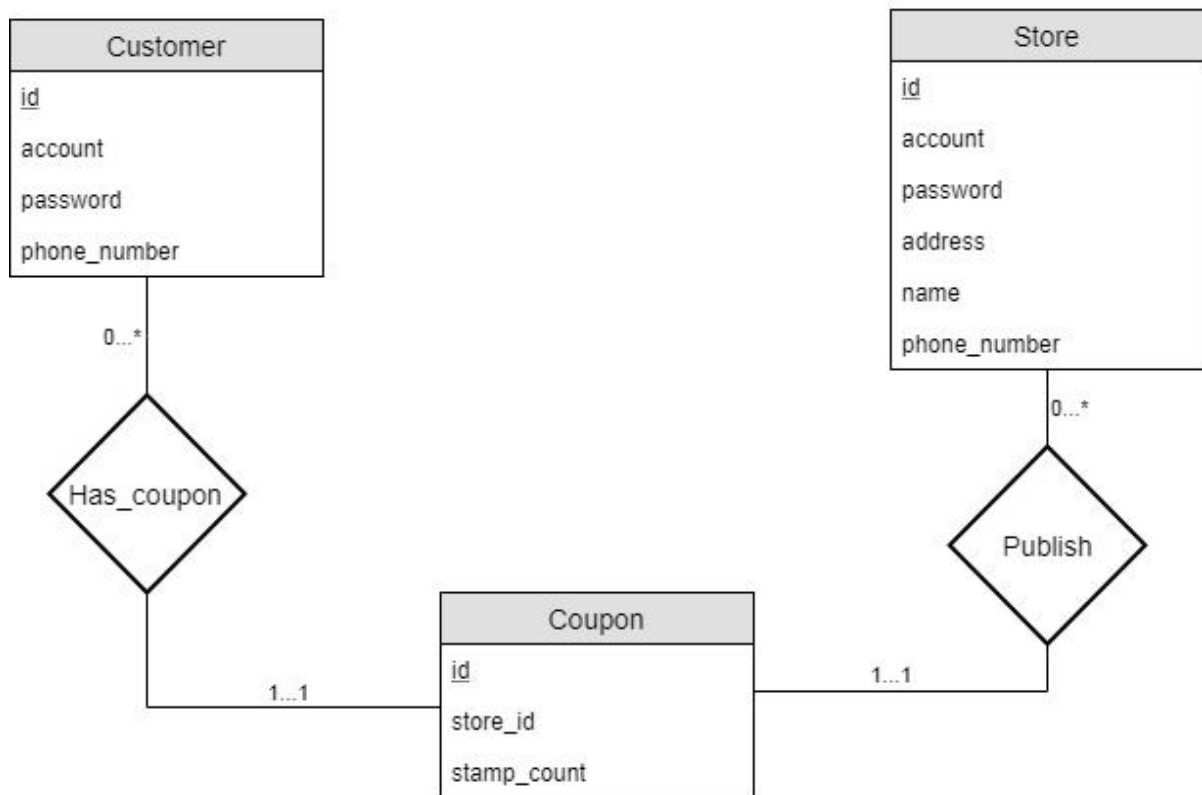 Customer
id
account
password
phone_number
Store
id
account
password
address
name
phone_number
0...*
0...*
Has_coupon
Publish
Coupon
id
store_id
stamp_count
1...1
1...1